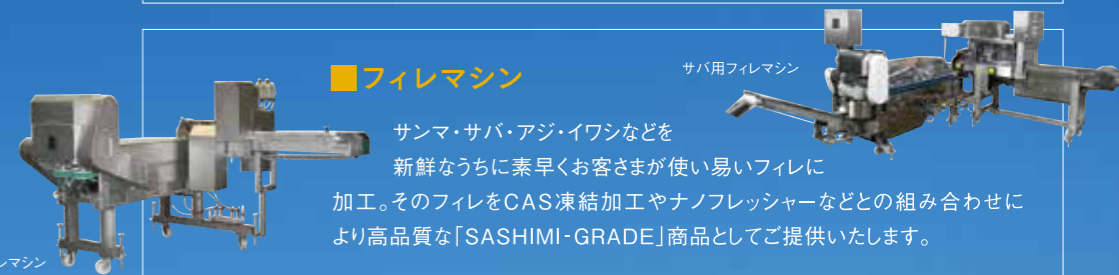 ■フィレマシン
サバ用フィレマシン
サンマ・サバ・アジ・イワシなどを
新鮮なうちに素早くお客さまが使い易いフィレに
加工。そのフィレをCAS凍結加工やナノフレッシャーなどとの組み合わせに
より高品質な「SASHIMI-GRADE」商品としてご提供いたします。
レマシン